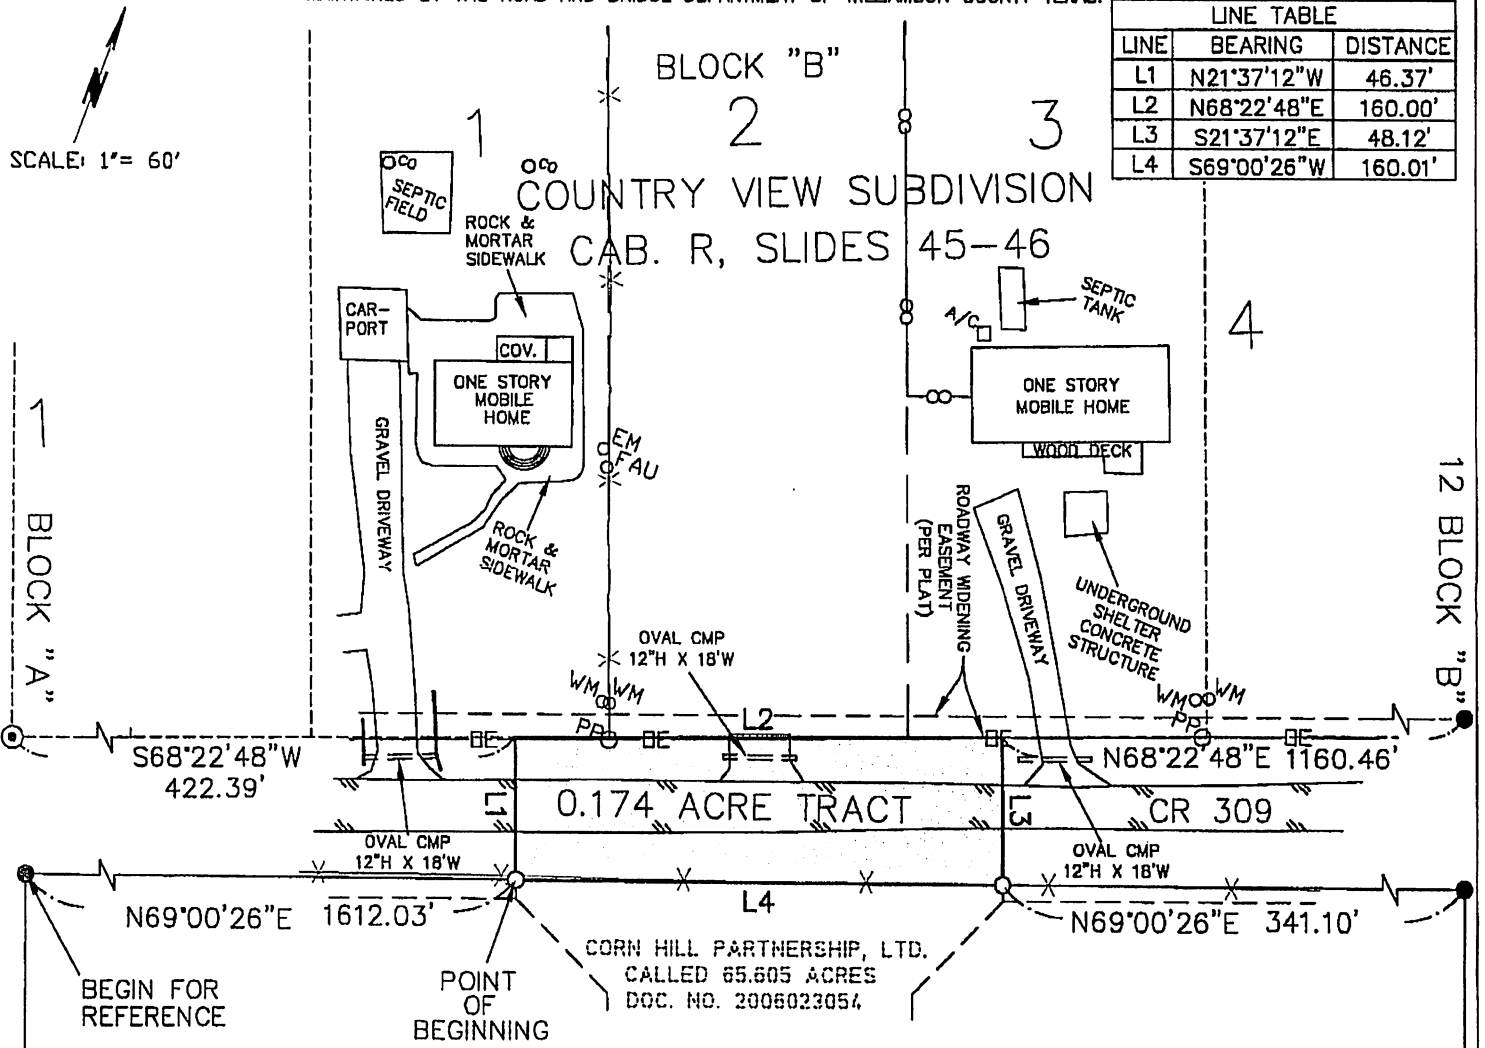 LINE TABLE
LINE BEARING DISTANCE
L1 N21°37'12"W 46.37'
L2 N68°22'48"E 160.00'
L3 S21°37'12"E 48.12'
L4 S69°00'26"W 160.01'
SCALE: 1"= 60'
BLOCK "B"
1
2
3
COUNTRY VIEW SUBDIVISION
CAB. R, SLIDES 45-46
CO
CO
SEPTIC
FIELD
ROCK &
MORTAR
SIDEWALK
CAR-
PORT
COV.
ONE STORY
MOBILE
HOME
A/C
SEPTIC
TANK
4
ONE STORY
MOBILE HOME
WOOD DECK
1
BLOCK "A"
GRAVEL DRIVEWAY
EM
FAU
ROCK &
MORTAR
SIDEWALK
ROADWAY WIDENING
EASEMENT
(PER PLAT)
GRAVEL DRIVEWAY
UNDERGROUND
SHELTER
CONCRETE
STRUCTURE
12 BLOCK "B"
OVAL CMP
12"H X 18'W
WM
WM
WM
WM
PP
PP
L2
E
E
E
E
S68°22'48"W
422.39'
N68°22'48"E 1160.46'
L1
0.174 ACRE TRACT
L3
CR 309
OVAL CMP
12"H X 18'W
OVAL CMP
12"H X 18'W
N69°00'26"E 1612.03'
L4
N69°00'26"E 341.10'
CORN HILL PARTNERSHIP, LTD.
CALLED 65.605 ACRES
DOC. NO. 2006023054
BEGIN FOR
REFERENCE
POINT
OF
BEGINNING